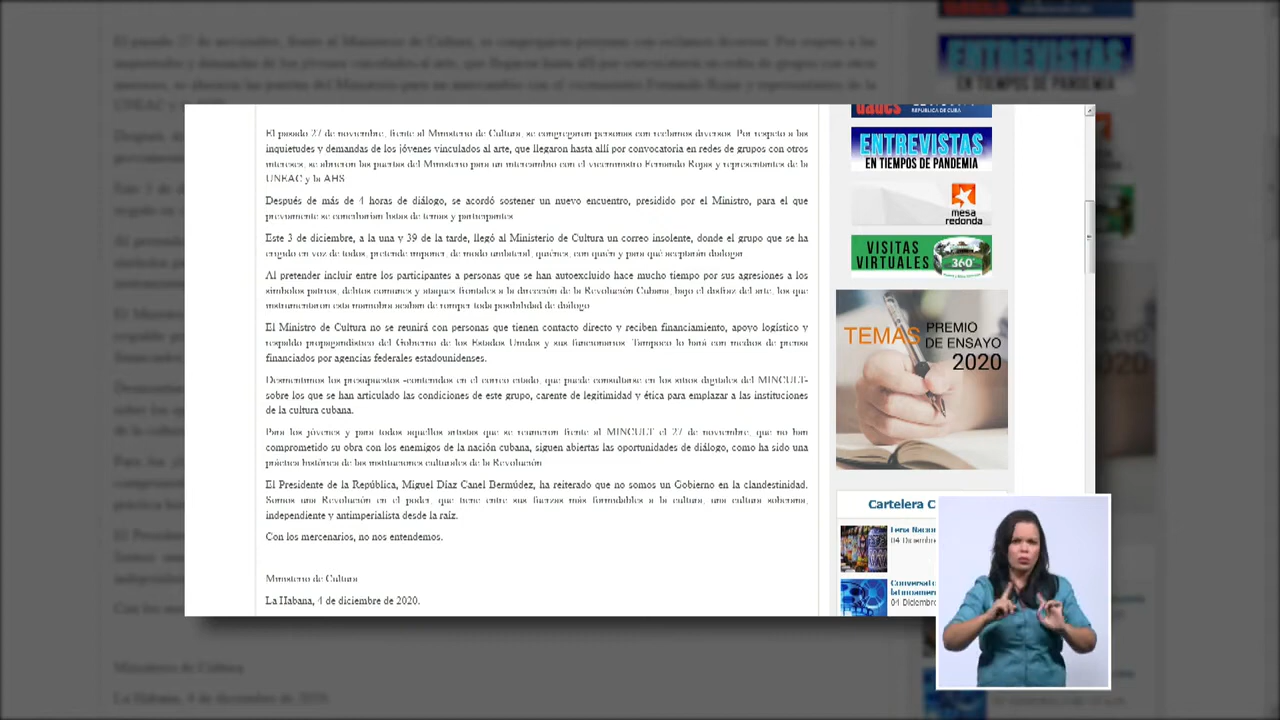 El pasado 27 de noviembre, frente al Ministerio de Cultura, se congregaron personas con reclamos diversos. Por respeto a las
inquietudes y demandas de los jóvenes vinculados al arte, que llegaron hasta allí por convocatoria en redes de grupos con otros
intereses, se abrieron las puertas del Ministerio para un intercambio con el viceministro Fernando Rojas y representantes de la
UNEAC y la AHS.
Después de más de 4 horas de diálogo, se acordó sostener un nuevo encuentro, presidido por el Ministro, para el que
previamente se conciliarían listas de temas y participantes.
Este 3 de diciembre, a la una y 39 de la tarde, llegó al Ministerio de Cultura un correo insolente, donde el grupo que se ha
erigido en voz de todos, pretende imponer, de modo unilateral, quiénes, con quién y para qué aceptarán dialogar.
Al pretender incluir entre los participantes a personas que se han autoexcluido hace mucho tiempo por sus agresiones a los
símbolos patrios, delitos comunes y ataques frontales a la dirección de la Revolución Cubana, bajo el disfraz del arte, los que
instrumentaron esta maniobra acaban de romper toda posibilidad de diálogo.
El Ministro de Cultura no se reunirá con personas que tienen contacto directo y reciben financiamiento, apoyo logístico y
respaldo propagandístico del Gobierno de los Estados Unidos y sus funcionarios. Tampoco lo hará con medios de prensa
financiados por agencias federales estadounidenses.
Desmentimos los presupuestos -contenidos en el correo citado, que puede consultarse en los sitios digitales del MINCULT-
sobre los que se han articulado las condiciones de este grupo, carente de legitimidad y ética para emplazar a las instituciones
de la cultura cubana.
Para los jóvenes y para todos aquellos artistas que se reunieron frente al MINCULT el 27 de noviembre, que no han
comprometido su obra con los enemigos de la nación cubana, siguen abiertas las oportunidades de diálogo, como ha sido una
práctica histórica de las instituciones culturales de la Revolución.
El Presidente de la República, Miguel Díaz Canel Bermúdez, ha reiterado que no somos un Gobierno en la clandestinidad.
Somos una Revolución en el poder, que tiene entre sus fuerzas más formidables a la cultura, una cultura soberana,
independiente y antimperialista desde la raíz.
Con los mercenarios, no nos entendemos.
Ministerio de Cultura
La Habana, 4 de diciembre de 2020.
REPÚBLICA DE CUBA
ENTREVISTAS
EN TIEMPOS DE PANDEMIA
mesa
redonda
VISITAS
VIRTUALES
360°
TEMAS PREMIO
DE ENSAYO
2020
Cartelera C
04 Diciembre
04 Diciembre